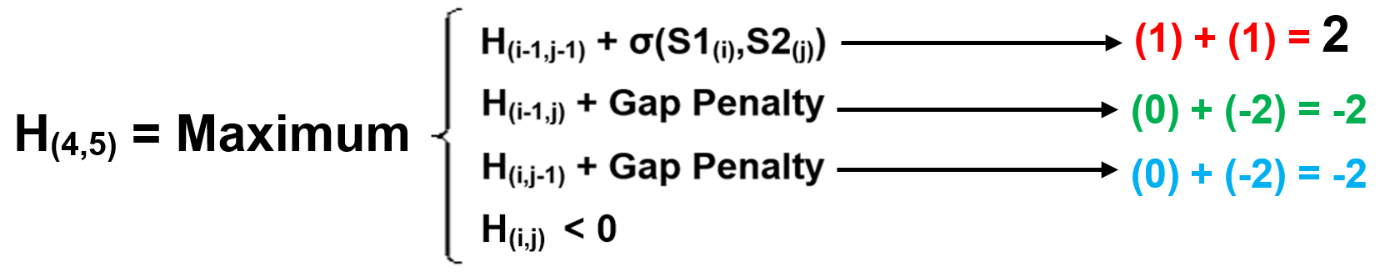 H(i-1,j-1) + σ(S1(i),S2(j)) (1) + (1) = 2
H(i-1,j) + Gap Penalty (0) + (-2) = -2
H(4,5) = Maximum
H(i,j-1) + Gap Penalty (0) + (-2) = -2
H(i,j) < 0